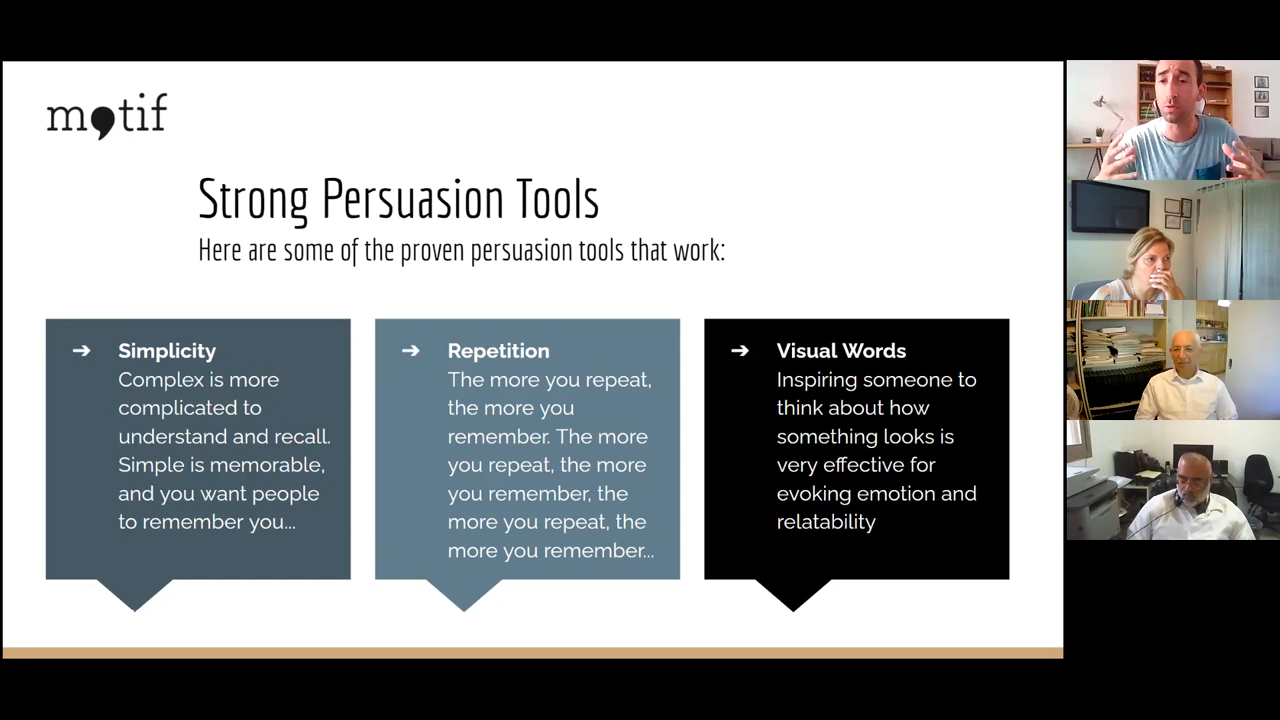 m,tif
Strong Persuasion Tools
Here are some of the proven persuasion tools that work:
➔ Simplicity
Complex is more
complicated to
understand and recall.
Simple is memorable,
and you want people
to remember you...
➔ Repetition
The more you repeat,
the more you
remember. The more
you repeat, the more
you remember, the
more you repeat, the
more you remember...
➔ Visual Words
Inspiring someone to
think about how
something looks is
very effective for
evoking emotion and
relatability